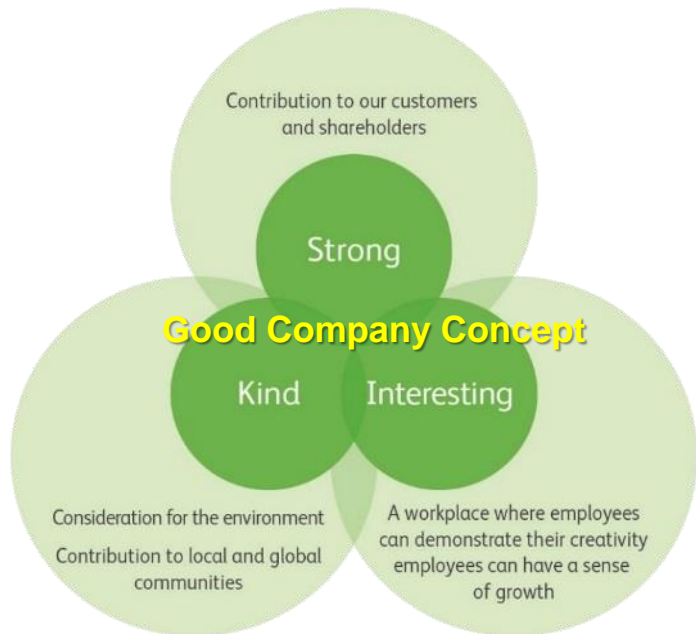 Contribution to our customers
and shareholders
Strong
Good Company Concept
Kind
Interesting
Consideration for the environment
Contribution to local and global
communities
A workplace where employees
can demonstrate their creativity
employees can have a sense
of growth